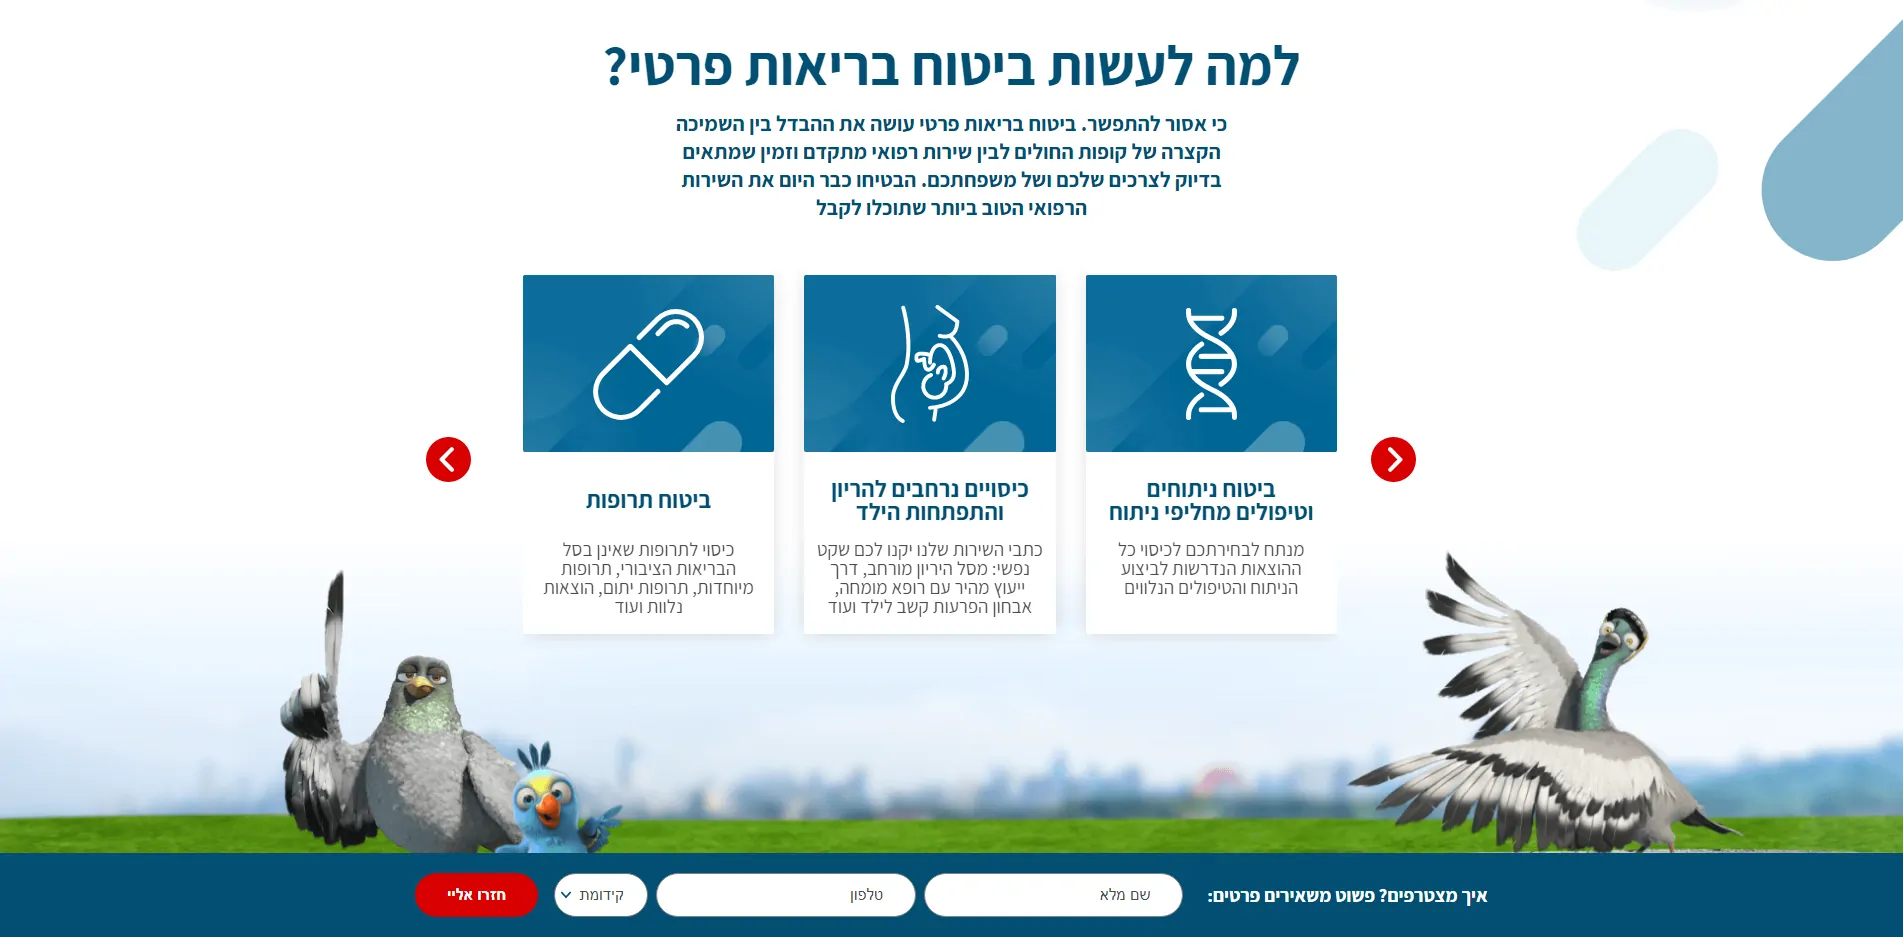 למה לעשות ביטוח בריאות פרטי?
כי אסור להתפשר. ביטוח בריאות פרטי עושה את ההבדל בין השמיכה
הקצרה של קופות החולים לבין שירות רפואי מתקדם וזמין שמתאים
בדיוק לצרכים שלכם ושל משפחתכם. הבטיחו כבר היום את השירות
הרפואי הטוב ביותר שתוכלו לקבל
ביטוח ניתוחים
וטיפולים מחליפי ניתוח
מנתח לבחירתכם לכיסוי כל
ההוצאות הנדרשות לביצוע
הניתוח והטיפולים הנלווים
כיסויים נרחבים להריון
והתפתחות הילד
כתבי השירות שלנו יקנו לכם שקט
נפשי: מסל היריון מורחב, דרך
ייעוץ מהיר עם רופא מומחה,
אבחון הפרעות קשב לילד ועוד
ביטוח תרופות
כיסוי לתרופות שאינן בסל
הבריאות הציבורי, תרופות
מיוחדות, תרופות יתום, הוצאות
נלוות ועוד
איך מצטרפים? פשוט משאירים פרטים:
שם מלא
טלפון
קידומת
חזרו אליי